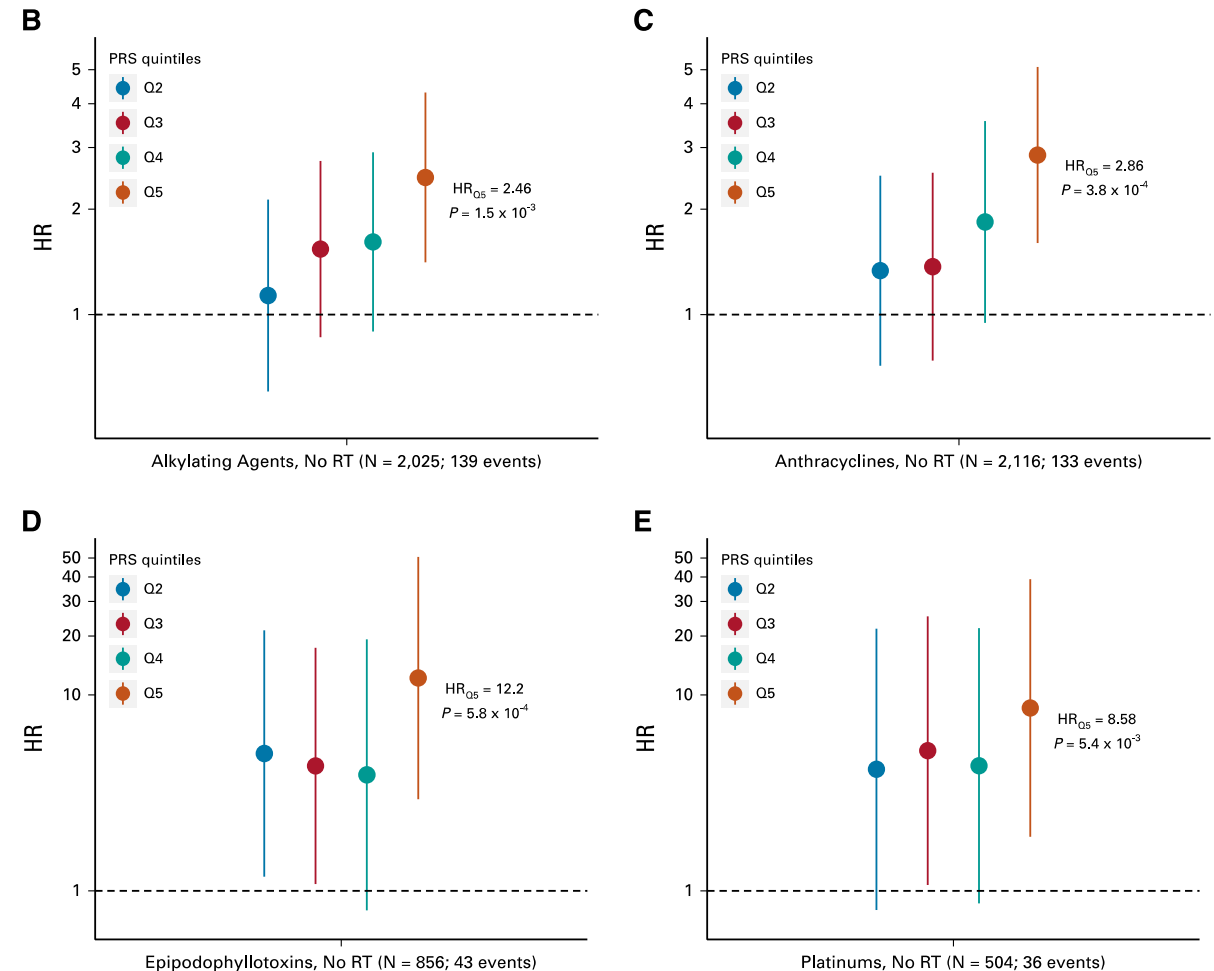 B
PRS quintiles
Q2
Q3
Q4
Q5
5
4
3
2
1
HR
HR_Q5 = 2.46
P = 1.5 x 10^-3
Alkylating Agents, No RT (N = 2,025; 139 events)
C
PRS quintiles
Q2
Q3
Q4
Q5
5
4
3
2
1
HR
HR_Q5 = 2.86
P = 3.8 x 10^-4
Anthracyclines, No RT (N = 2,116; 133 events)
D
PRS quintiles
Q2
Q3
Q4
Q5
50
40
30
20
10
1
HR
HR_Q5 = 12.2
P = 5.8 x 10^-4
Epipodophyllotoxins, No RT (N = 856; 43 events)
E
PRS quintiles
Q2
Q3
Q4
Q5
50
40
30
20
10
1
HR
HR_Q5 = 8.58
P = 5.4 x 10^-3
Platinums, No RT (N = 504; 36 events)